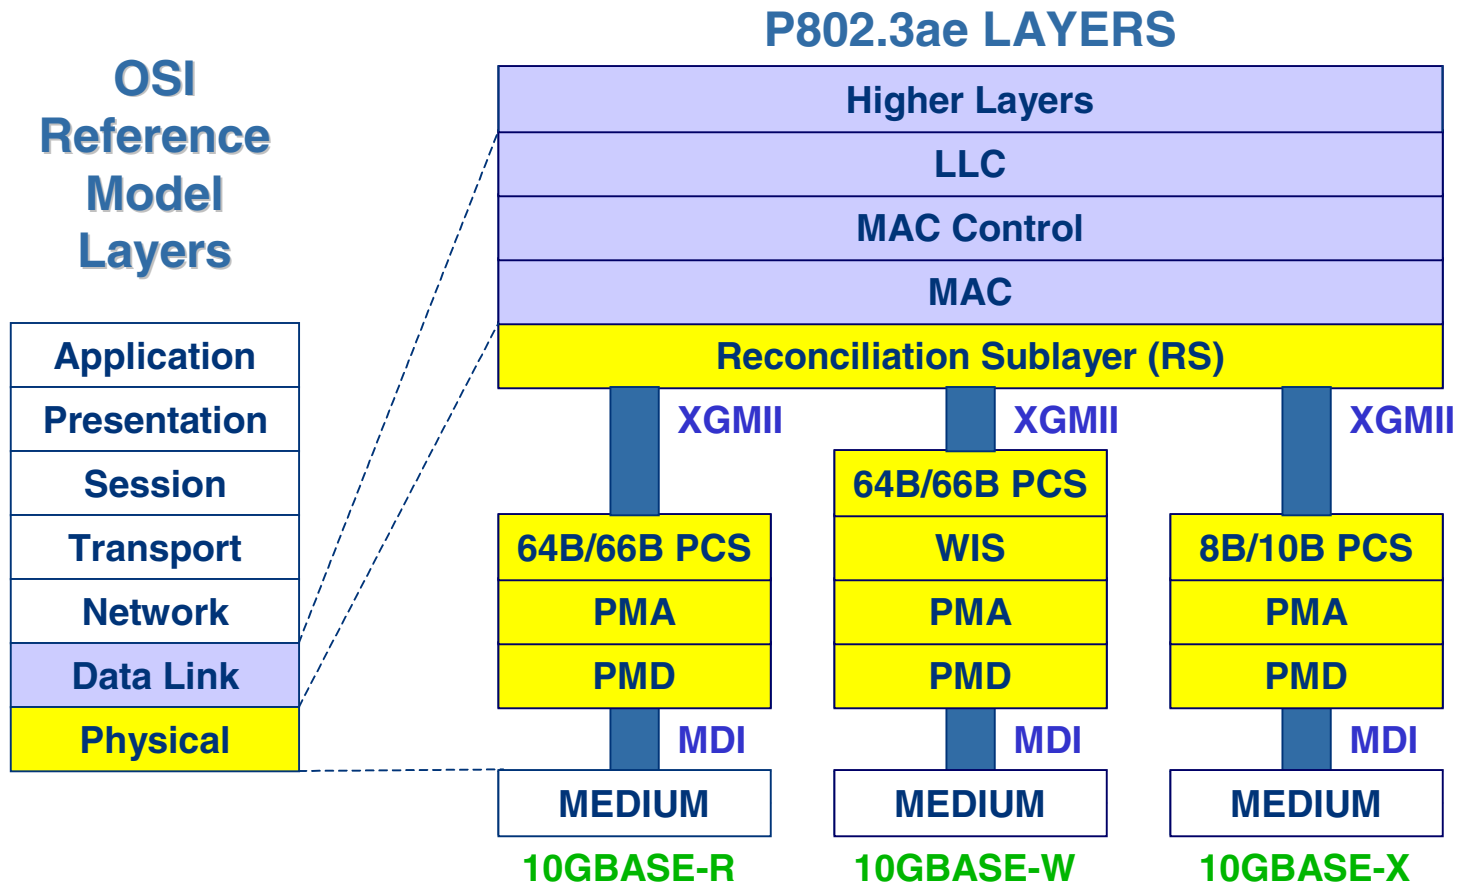 P802.3ae LAYERS
OSI
Reference
Model
Layers
Application
Presentation
Session
Transport
Network
Data Link
Physical
Higher Layers
LLC
MAC Control
MAC
Reconciliation Sublayer (RS)
XGMII
XGMII
XGMII
64B/66B PCS
PMA
PMD
MDI
MEDIUM
10GBASE-R
64B/66B PCS
WIS
PMA
PMD
MDI
MEDIUM
10GBASE-W
8B/10B PCS
PMA
PMD
MDI
MEDIUM
10GBASE-X